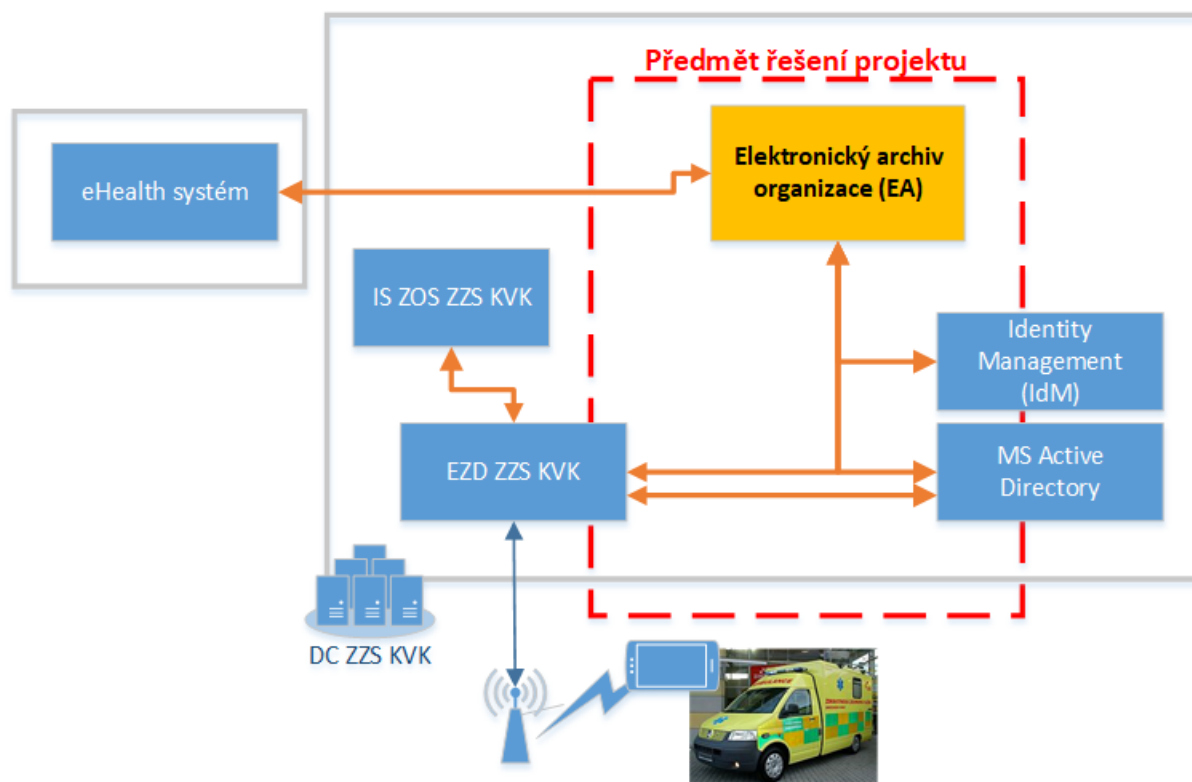 Předmět řešení projektu
Elektronický archiv
organizace (EA)
eHealth systém
IS ZOS ZZS KVK
Identity
Management
(IdM)
EZD ZZS KVK
MS Active
Directory
DC ZZS KVK